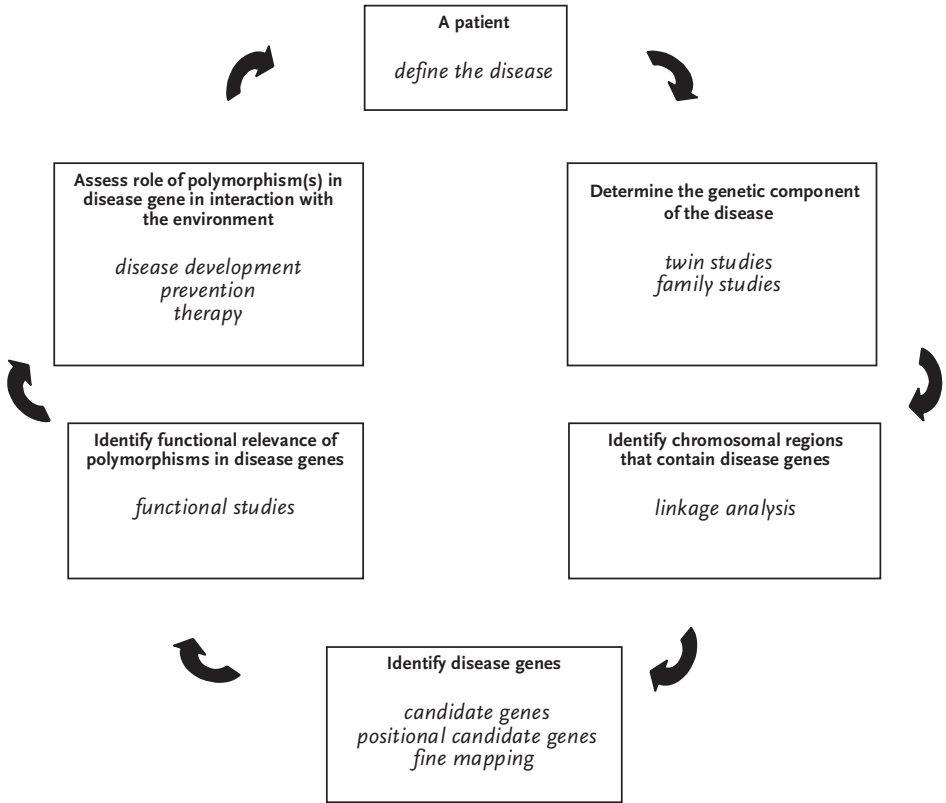 A patient
define the disease
Determine the genetic component
of the disease
twin studies
family studies
Identify chromosomal regions
that contain disease genes
linkage analysis
Identify disease genes
candidate genes
positional candidate genes
fine mapping
Identify functional relevance of
polymorphisms in disease genes
functional studies
Assess role of polymorphism(s) in
disease gene in interaction with
the environment
disease development
prevention
therapy